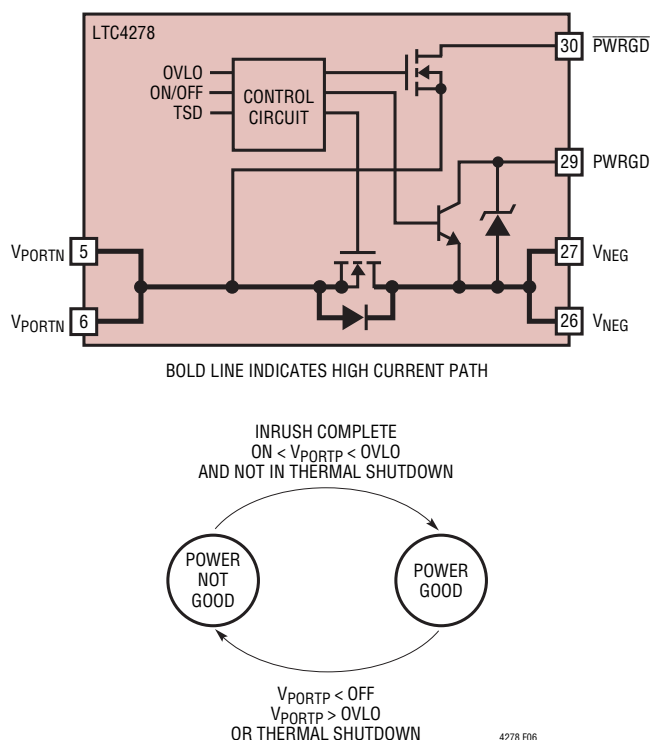 LTC4278
30 P̅W̅R̅G̅D̅
OVLO
ON/OFF
TSD
CONTROL
CIRCUIT
29 PWRGD
VPORTN 5
27 VNEG
VPORTN 6
26 VNEG
BOLD LINE INDICATES HIGH CURRENT PATH
INRUSH COMPLETE
ON < VPORTP < OVLO
AND NOT IN THERMAL SHUTDOWN
POWER
NOT
GOOD
POWER
GOOD
VPORTP < OFF
VPORTP > OVLO
OR THERMAL SHUTDOWN
4278 F06